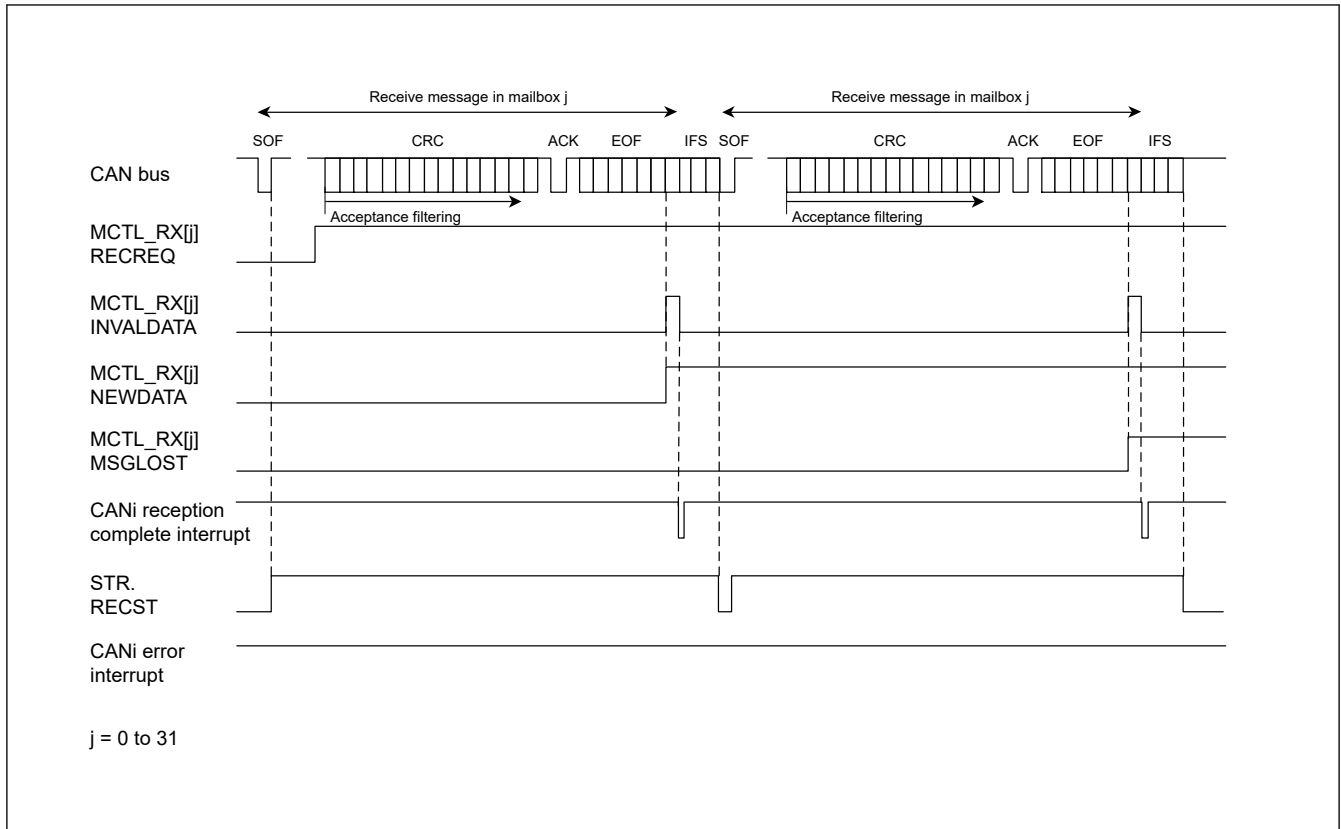 Receive message in mailbox j Receive message in mailbox j
SOF CRC ACK EOF IFS SOF CRC ACK EOF IFS
CAN bus
Acceptance filtering Acceptance filtering
MCTL_RX[j]
RECREQ
MCTL_RX[j]
INVALDATA
MCTL_RX[j]
NEWDATA
MCTL_RX[j]
MSGLOST
CANi reception
complete interrupt
STR.
RECST
CANi error
interrupt
j = 0 to 31